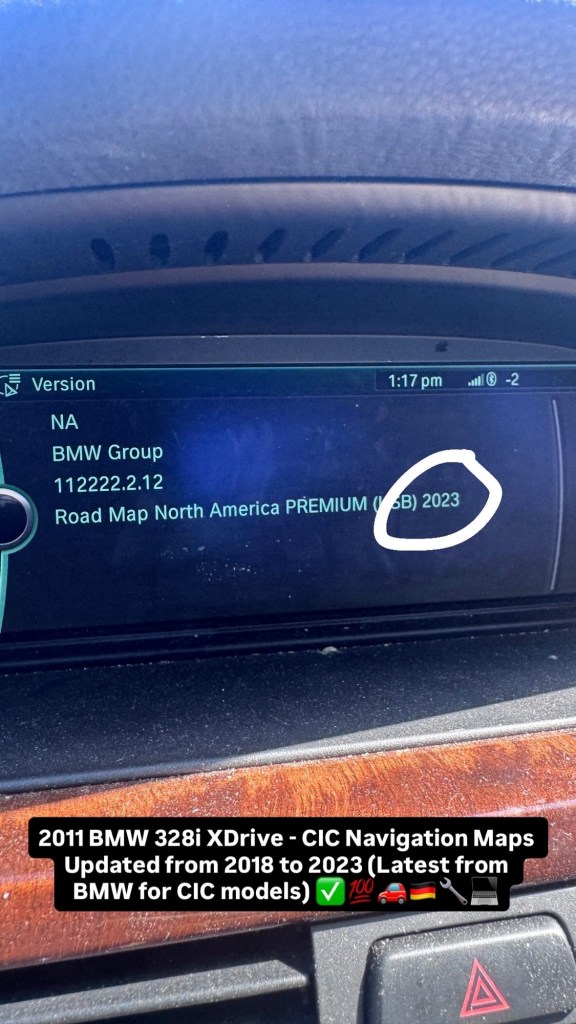 Version
1:17 pm
-2
NA
BMW Group
112222.2.12
Road Map North America PREMIUM (USB) 2023
2011 BMW 328i XDrive - CIC Navigation Maps
Updated from 2018 to 2023 (Latest from
BMW for CIC models) ✅💯🚗🇩🇪🔧💻